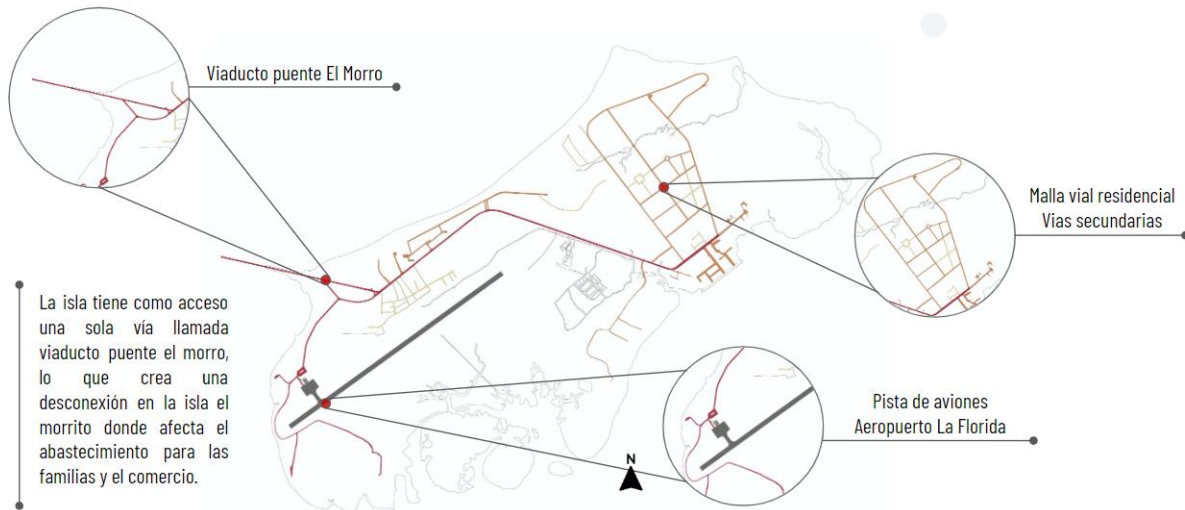 Viaducto puente El Morro
Malla vial residencial
Vias secundarias
La isla tiene como acceso
una sola vía llamada
viaducto puente el morro,
lo que crea una
desconexión en la isla el
morrito donde afecta el
abastecimiento para las
familias y el comercio.
Pista de aviones
Aeropuerto La Florida
N